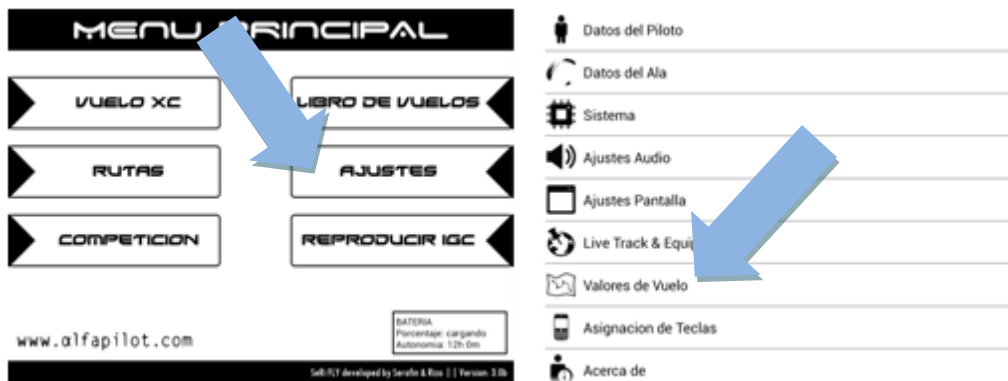 MENU PRINCIPAL
VUELO XC
LIBRO DE VUELOS
RUTAS
AJUSTES
COMPETICION
REPRODUCIR IGC
www.alfapilot.com
BATERIA
Porcentaje: cargando
Autonomia: 12h 0m
SeRi FLY developed by Serafin & Rios || Version 3.0b
Datos del Piloto
Datos del Ala
Sistema
Ajustes Audio
Ajustes Pantalla
Live Track & Equi
Valores de Vuelo
Asignacion de Teclas
Acerca de